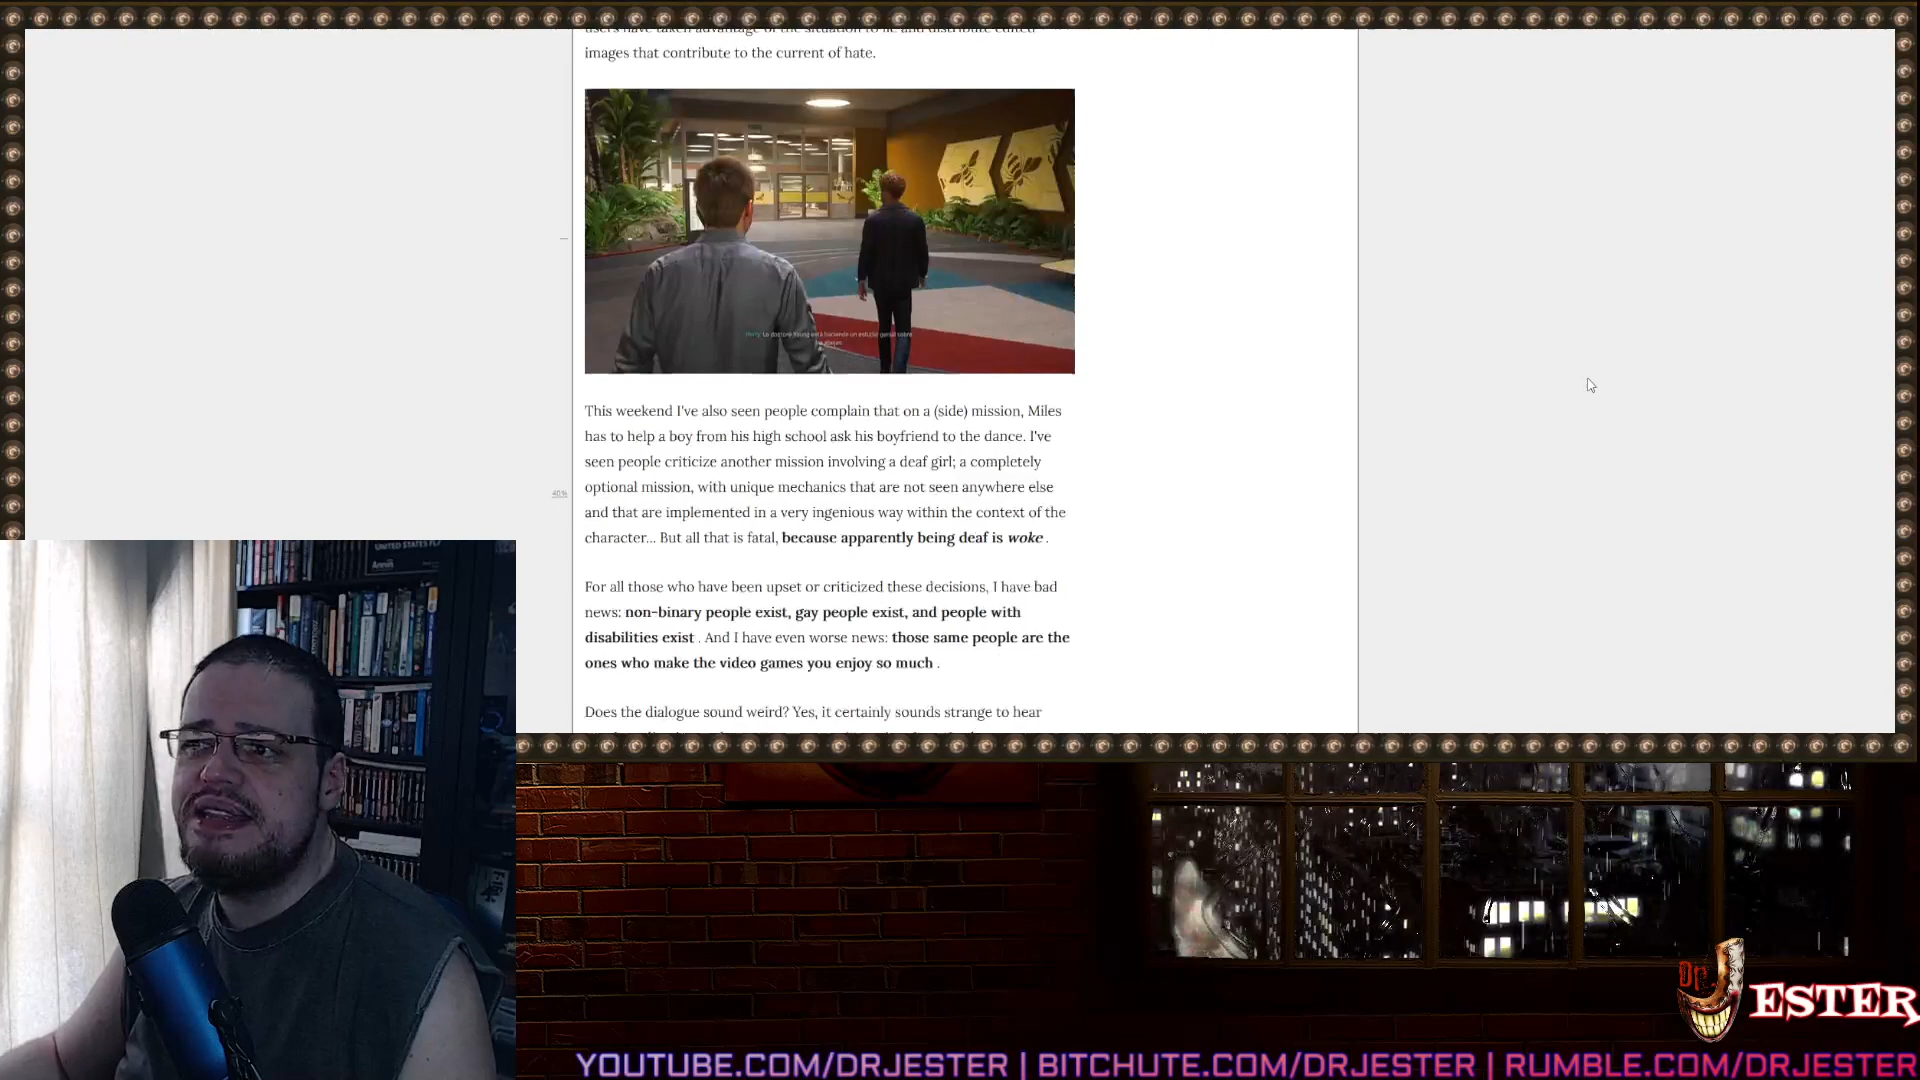 images that contribute to the current of hate.
This weekend I've also seen people complain that on a (side) mission, Miles
has to help a boy from his high school ask his boyfriend to the dance. I've
seen people criticize another mission involving a deaf girl; a completely
optional mission, with unique mechanics that are not seen anywhere else
and that are implemented in a very ingenious way within the context of the
character... But all that is fatal, because apparently being deaf is woke .
40%
For all those who have been upset or criticized these decisions, I have bad
news: non-binary people exist, gay people exist, and people with
disabilities exist . And I have even worse news: those same people are the
ones who make the video games you enjoy so much .
Does the dialogue sound weird? Yes, it certainly sounds strange to hear
UNITED STATES
Annin
Dr. JESTER
YOUTUBE.COM/DRJESTER | BITCHUTE.COM/DRJESTER | RUMBLE.COM/DRJESTER